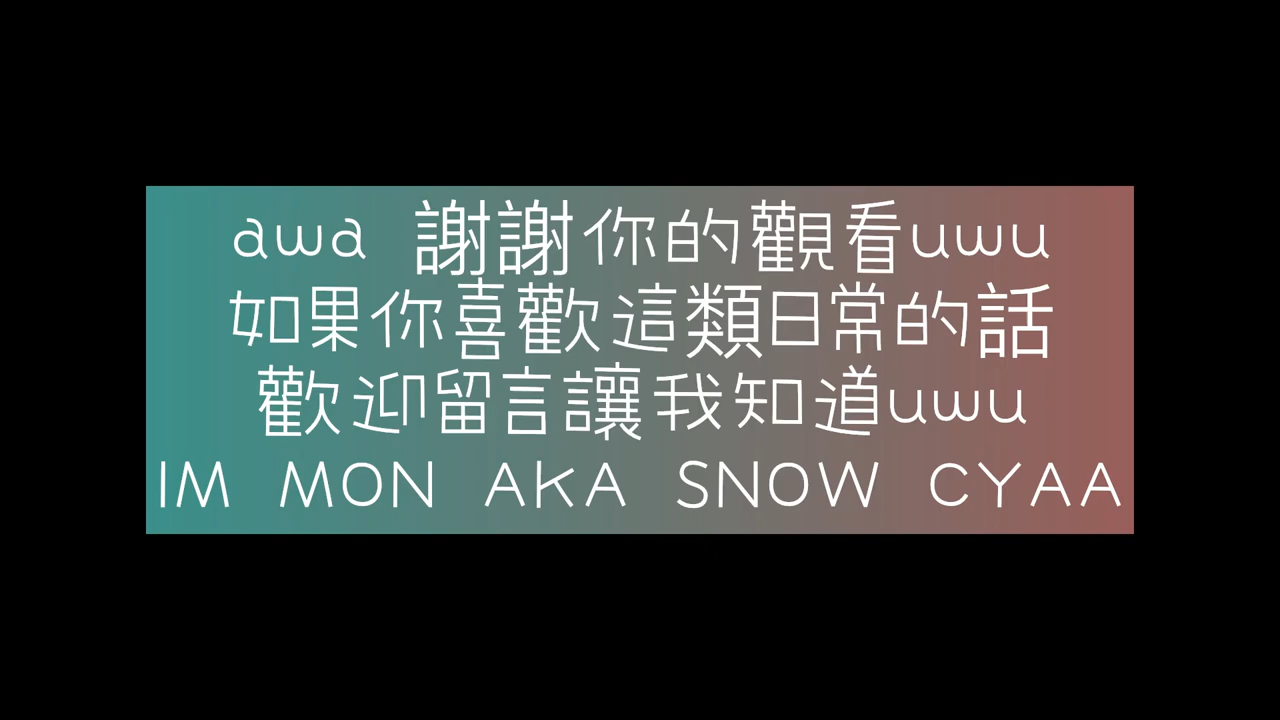 awa 謝謝你的觀看uwu
如果你喜歡這類日常的話
歡迎留言讓我知道uwu
IM MON AKA SNOW CYAA